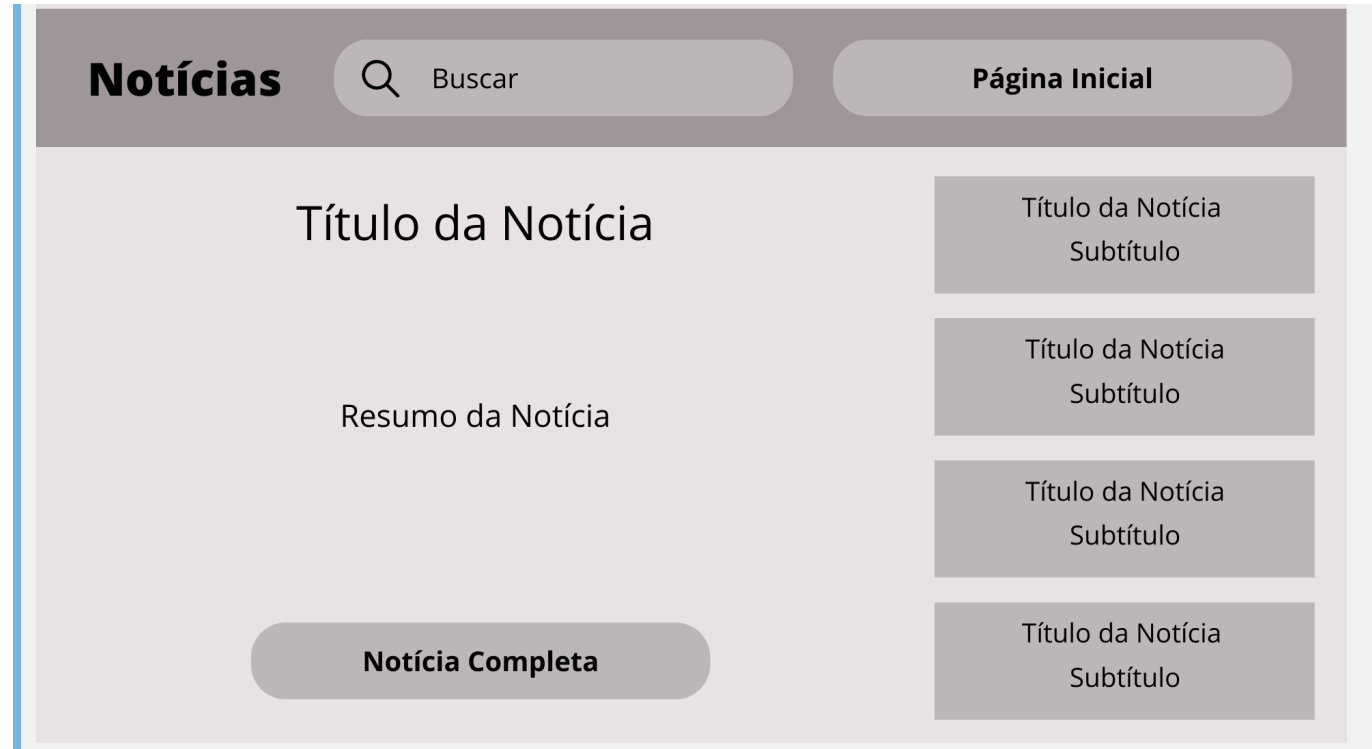 Notícias
Buscar
Página Inicial
Título da Notícia
Resumo da Notícia
Notícia Completa
Título da Notícia
Subtítulo
Título da Notícia
Subtítulo
Título da Notícia
Subtítulo
Título da Notícia
Subtítulo